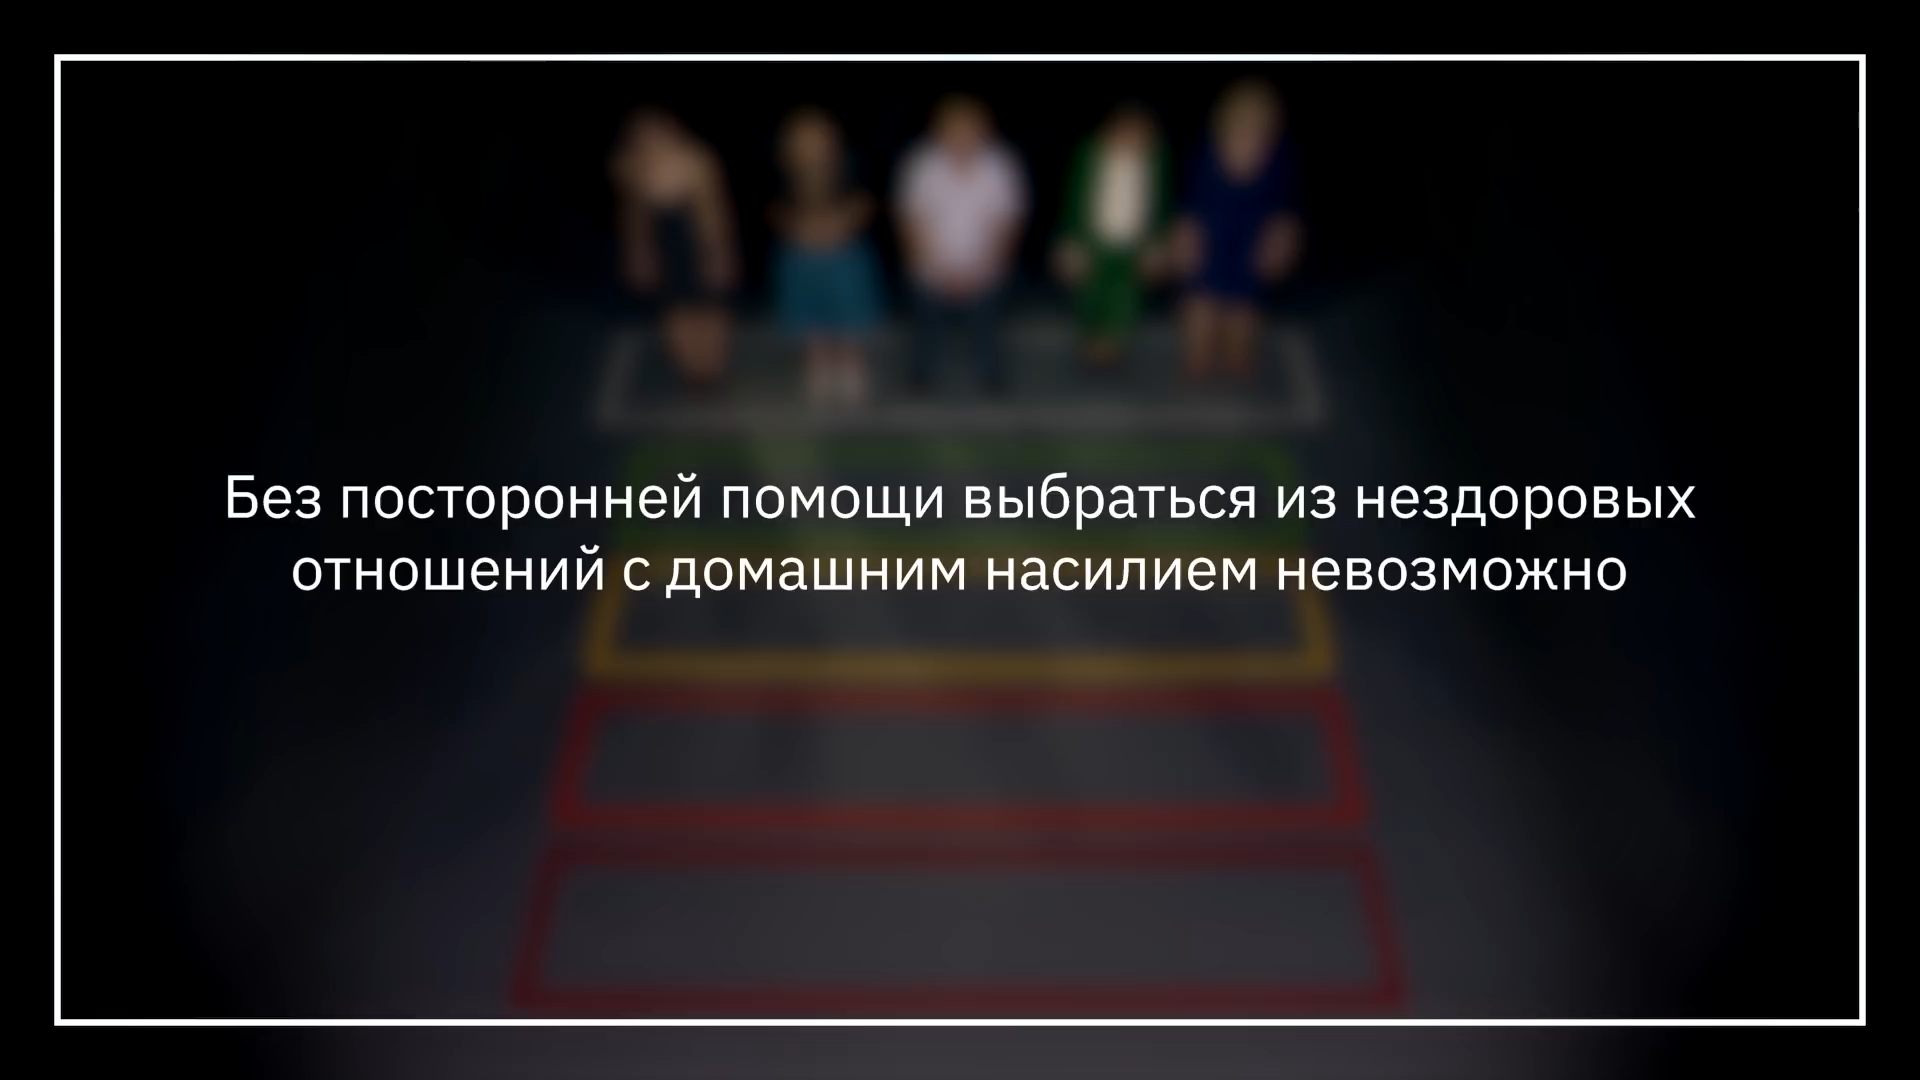 Без посторонней помощи выбраться из нездоровых
отношений с домашним насилием невозможно